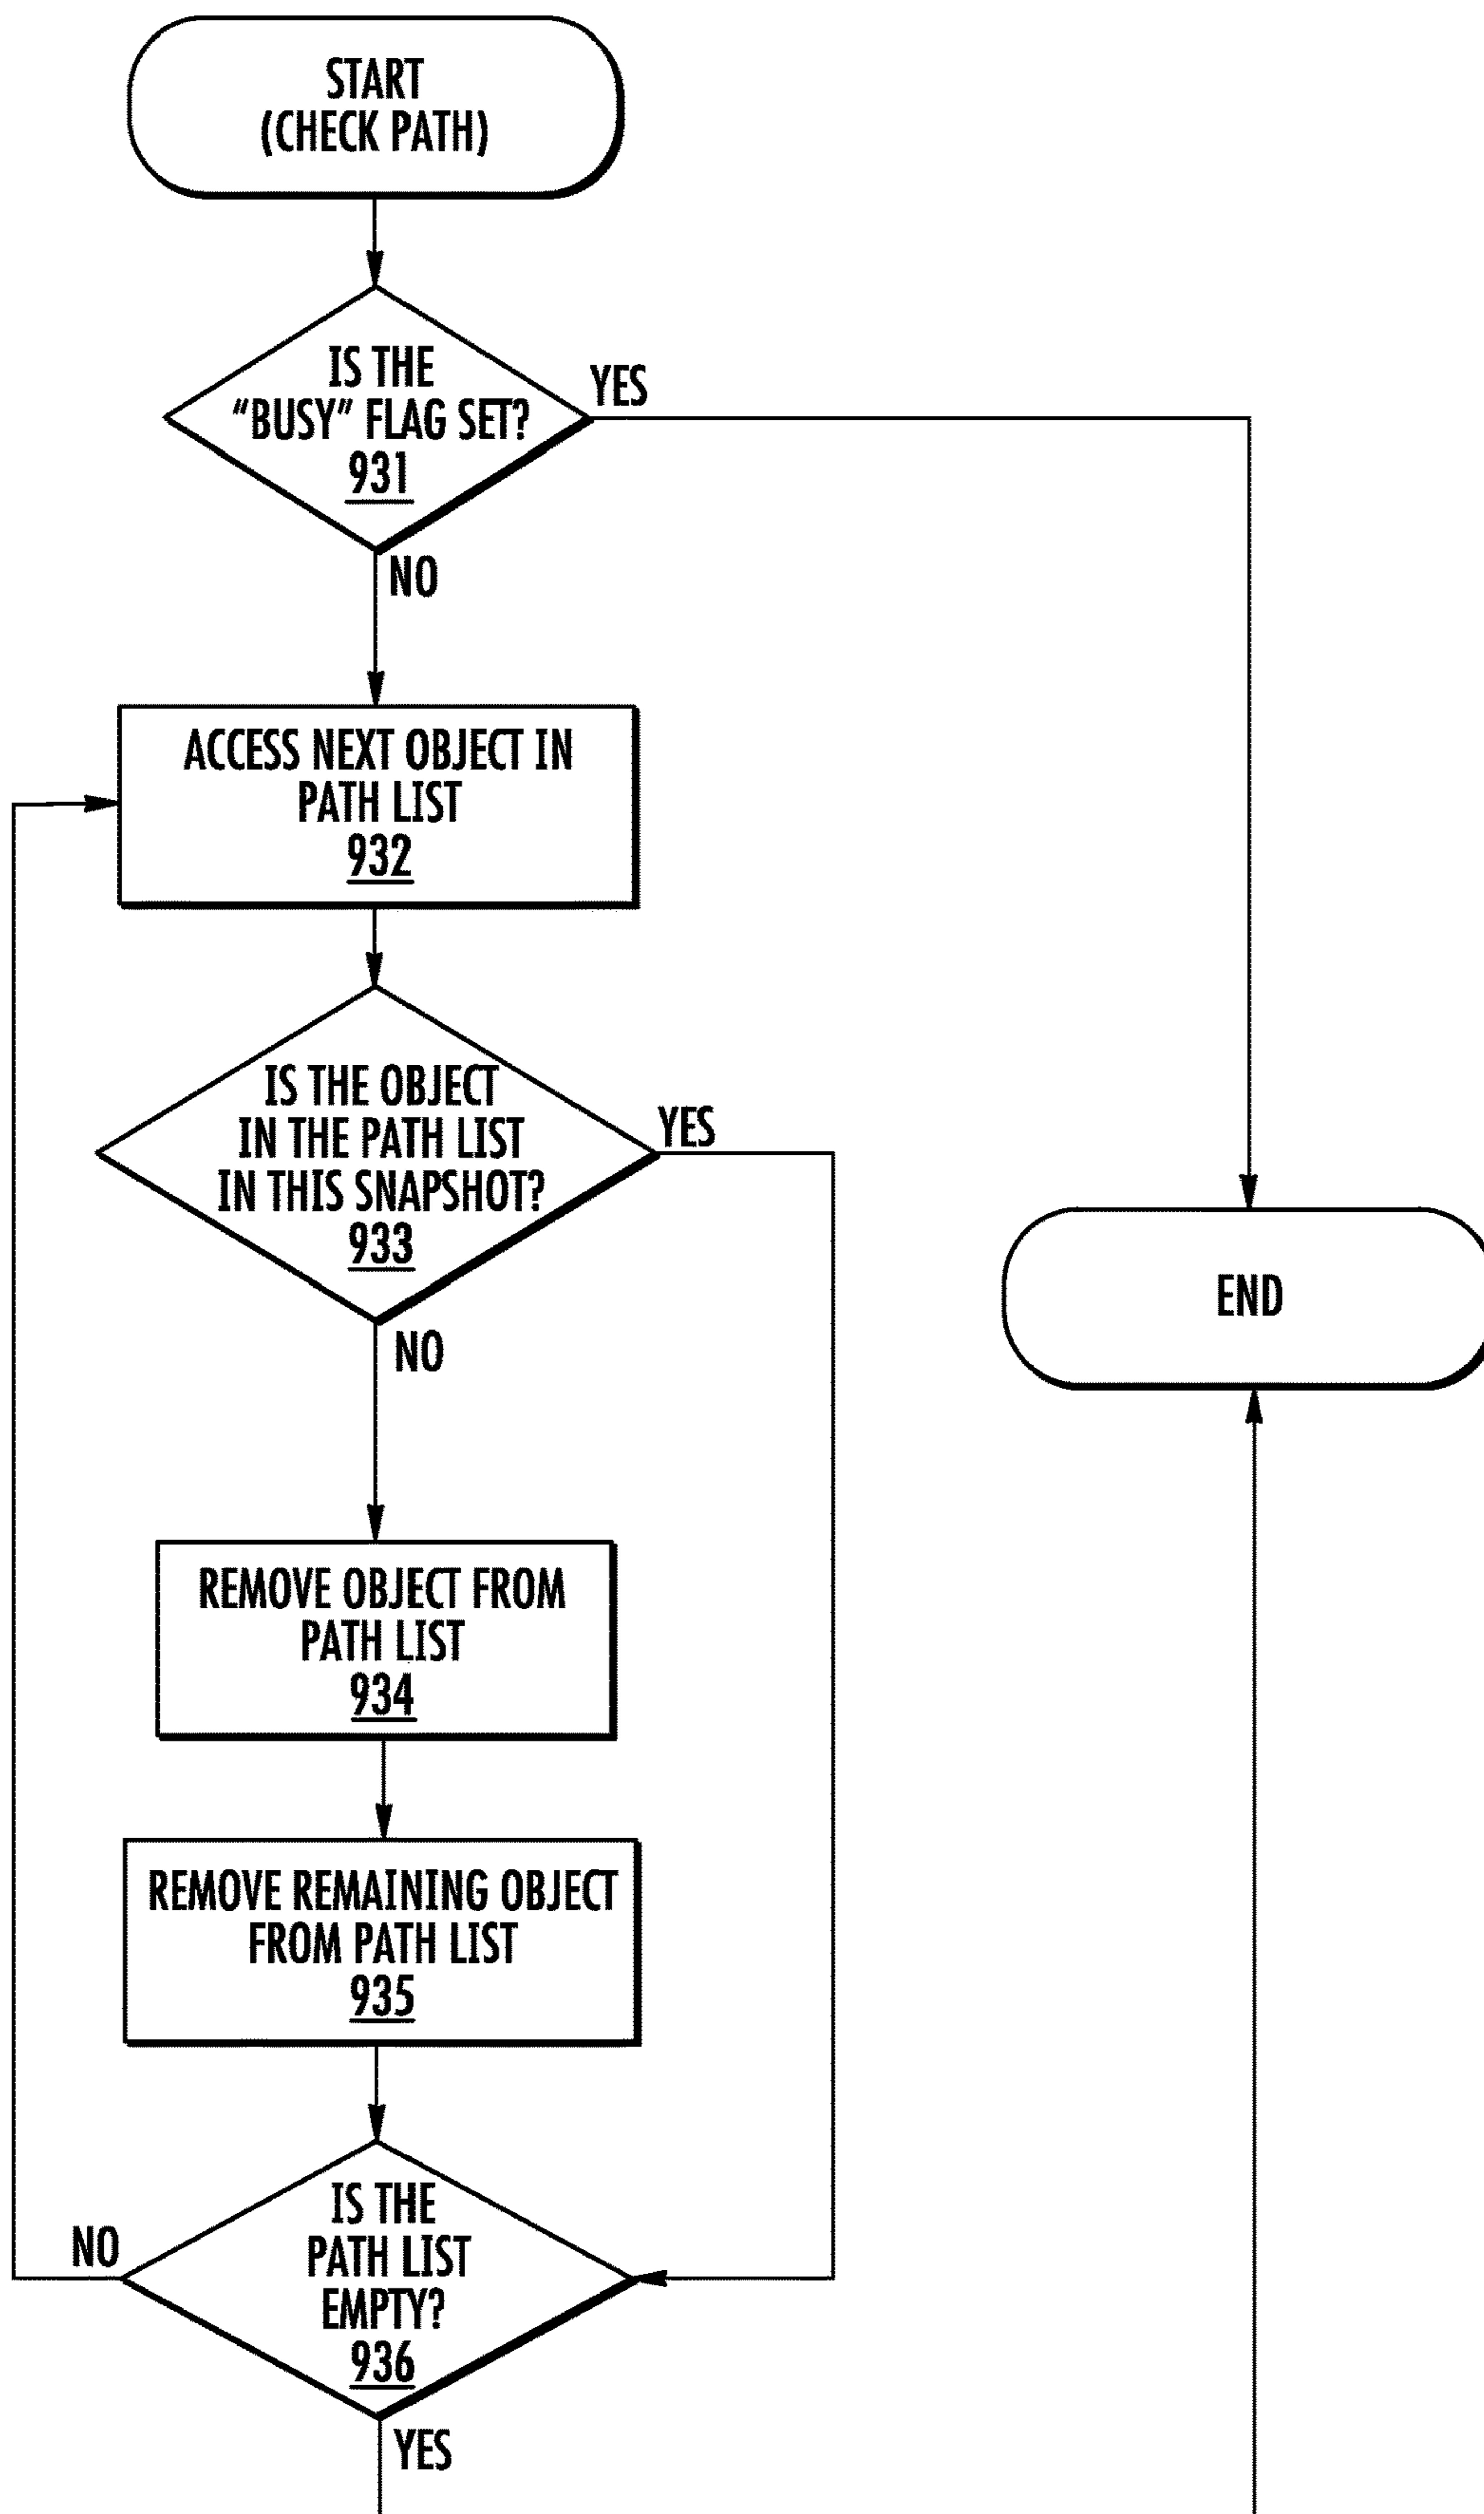 START
(CHECK PATH)
IS THE
“BUSY” FLAG SET?
931
YES
NO
ACCESS NEXT OBJECT IN
PATH LIST
932
IS THE OBJECT
IN THE PATH LIST
IN THIS SNAPSHOT?
933
YES
NO
END
REMOVE OBJECT FROM
PATH LIST
934
REMOVE REMAINING OBJECT
FROM PATH LIST
935
IS THE
PATH LIST
EMPTY?
936
NO
YES